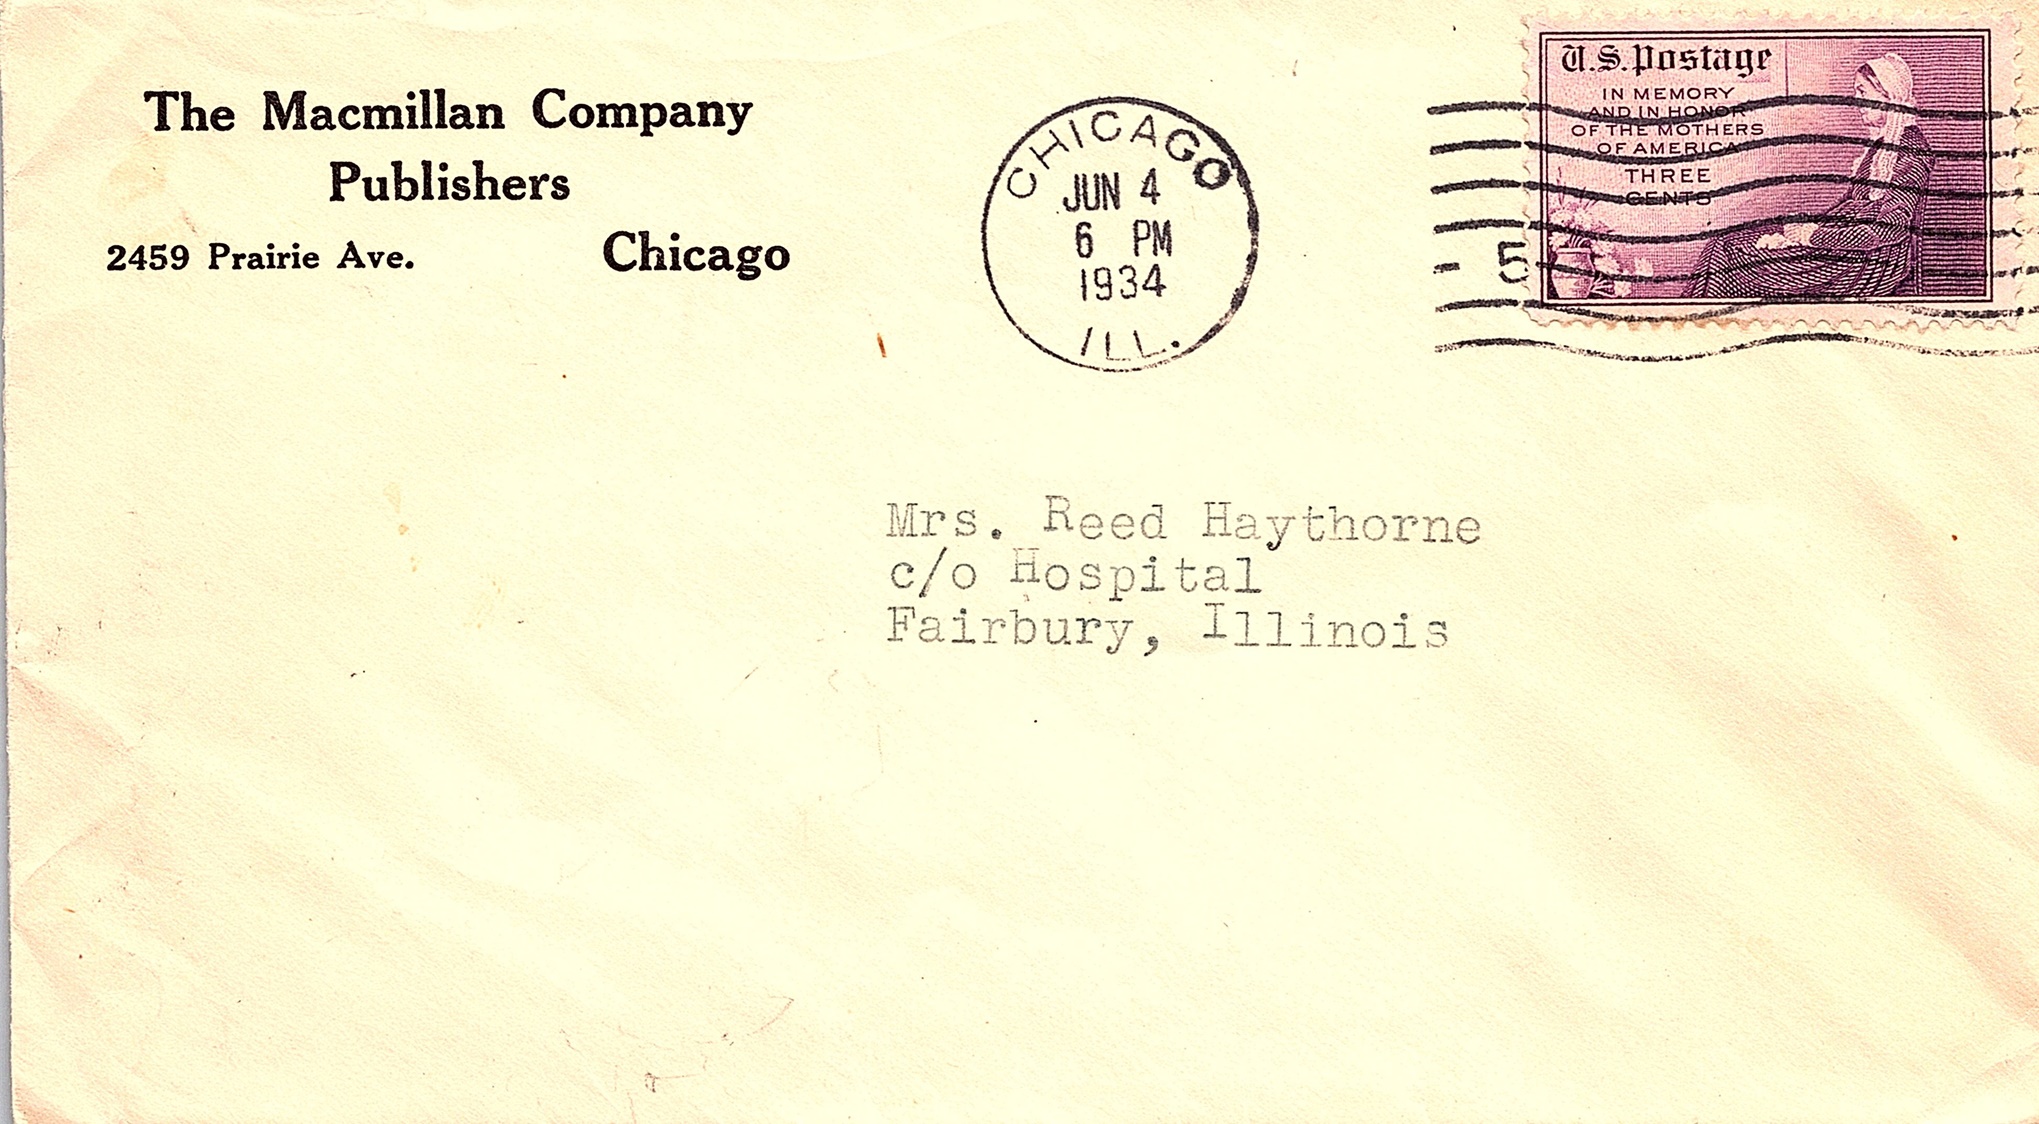 The Macmillan Company
Publishers
2459 Prairie Ave. Chicago
CHICAGO
JUN 4
6 PM
1934
ILL.
- 5
U.S. Postage
IN MEMORY
AND IN HONOR
OF THE MOTHERS
OF AMERICA
THREE
CENTS
Mrs. Reed Haythorne
c/o Hospital
Fairbury, Illinois